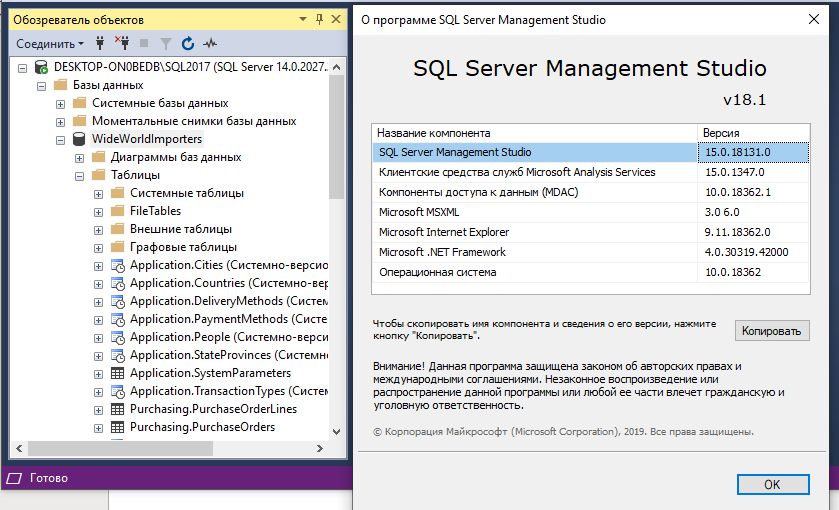 Обозреватель объектов
Соединить
DESKTOP-ON0BEDB\SQL2017 (SQL Server 14.0.2027...
Базы данных
Системные базы данных
Моментальные снимки базы данных
WideWorldImporters
Диаграммы баз данных
Таблицы
Системные таблицы
FileTables
Внешние таблицы
Графовые таблицы
Application.Cities (Системно-версио
Application.Countries (Системно-вер
Application.DeliveryMethods (Систем
Application.PaymentMethods (Систем
Application.People (Системно-версио
Application.StateProvinces (Системно
Application.SystemParameters
Application.TransactionTypes (Систем
Purchasing.PurchaseOrderLines
Purchasing.PurchaseOrders
Готово
О программе SQL Server Management Studio
SQL Server Management Studio
v18.1
Название компонента Версия
SQL Server Management Studio 15.0.18131.0
Клиентские средства служб Microsoft Analysis Services 15.0.1347.0
Компоненты доступа к данным (MDAC) 10.0.18362.1
Microsoft MSXML 3.0 6.0
Microsoft Internet Explorer 9.11.18362.0
Microsoft .NET Framework 4.0.30319.42000
Операционная система 10.0.18362
Чтобы скопировать имя компонента и сведения о его версии, нажмите
кнопку "Копировать".
Копировать
Внимание! Данная программа защищена законом об авторских правах и
международными соглашениями. Незаконное воспроизведение или
распространение данной программы или любой ее части влечет гражданскую и
уголовную ответственность.
© Корпорация Майкрософт (Microsoft Corporation), 2019. Все права защищены.
OK